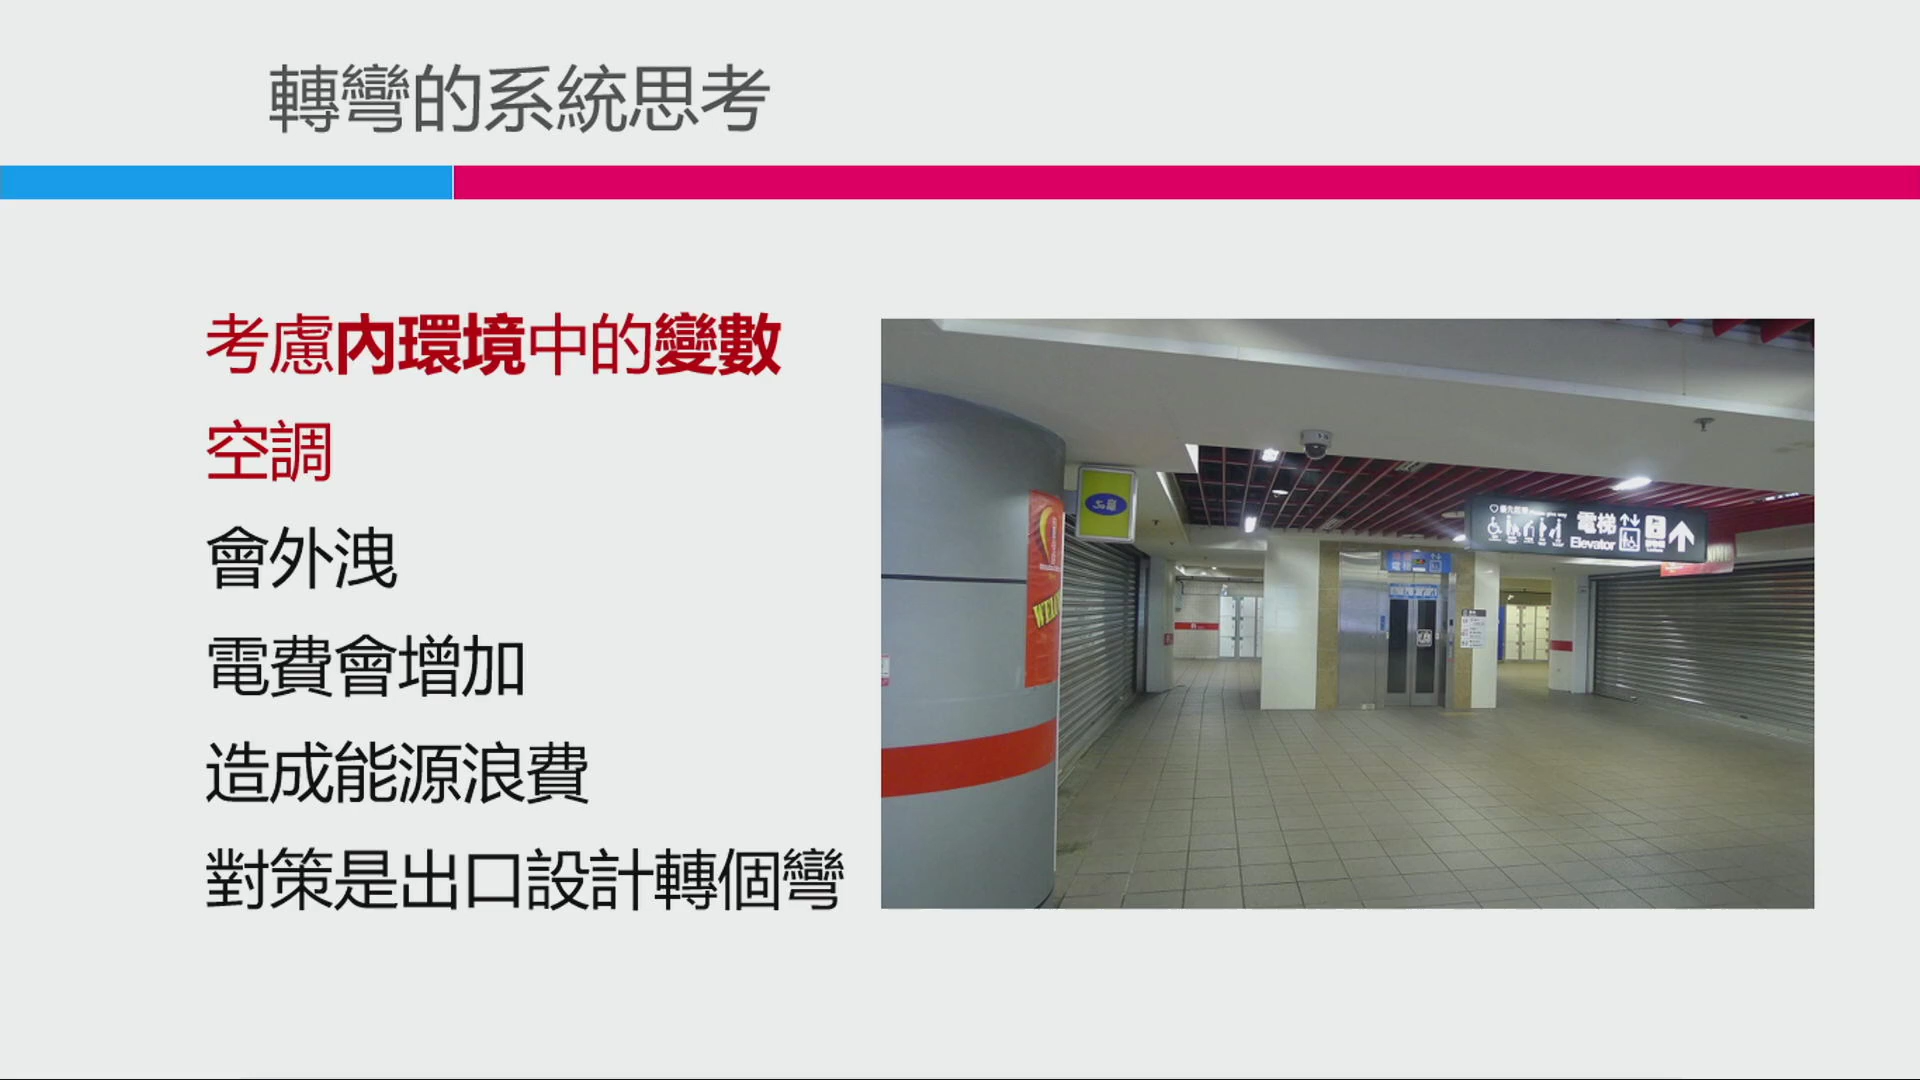 轉彎的系統思考
考慮內環境中的變數
空調
會外洩
電費會增加
造成能源浪費
對策是出口設計轉個彎
電梯
Elevator
電梯